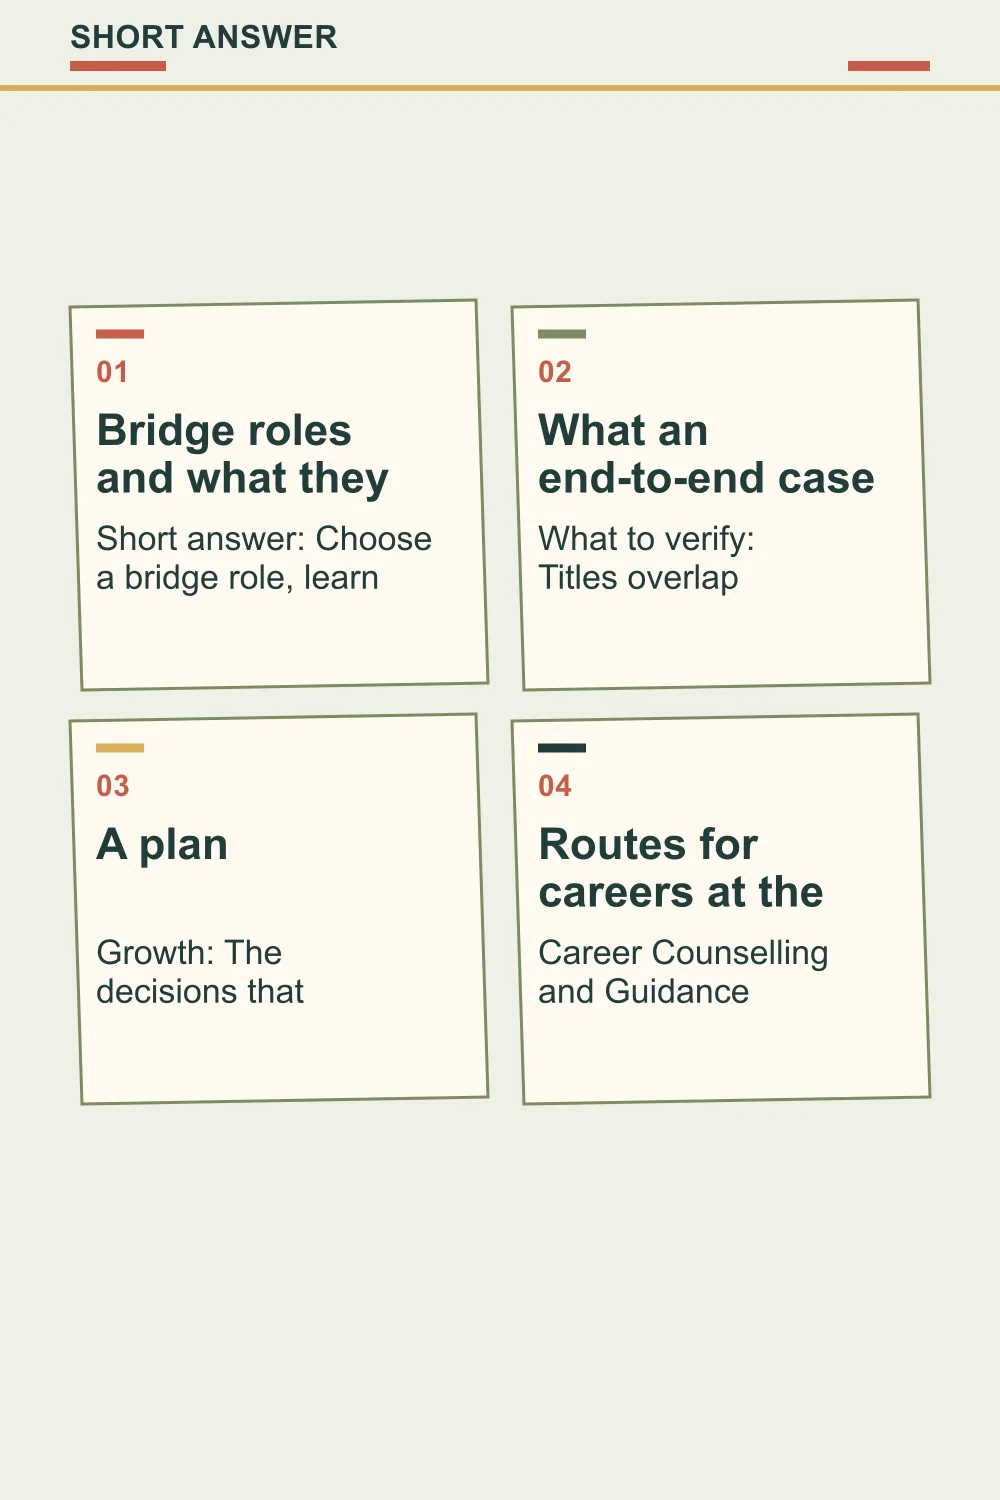 SHORT ANSWER
01
Bridge roles
and what they
Short answer: Choose
a bridge role, learn
02
What an
end-to-end case
What to verify:
Titles overlap
03
A plan
Growth: The
decisions that
04
Routes for
careers at the
Career Counselling
and Guidance